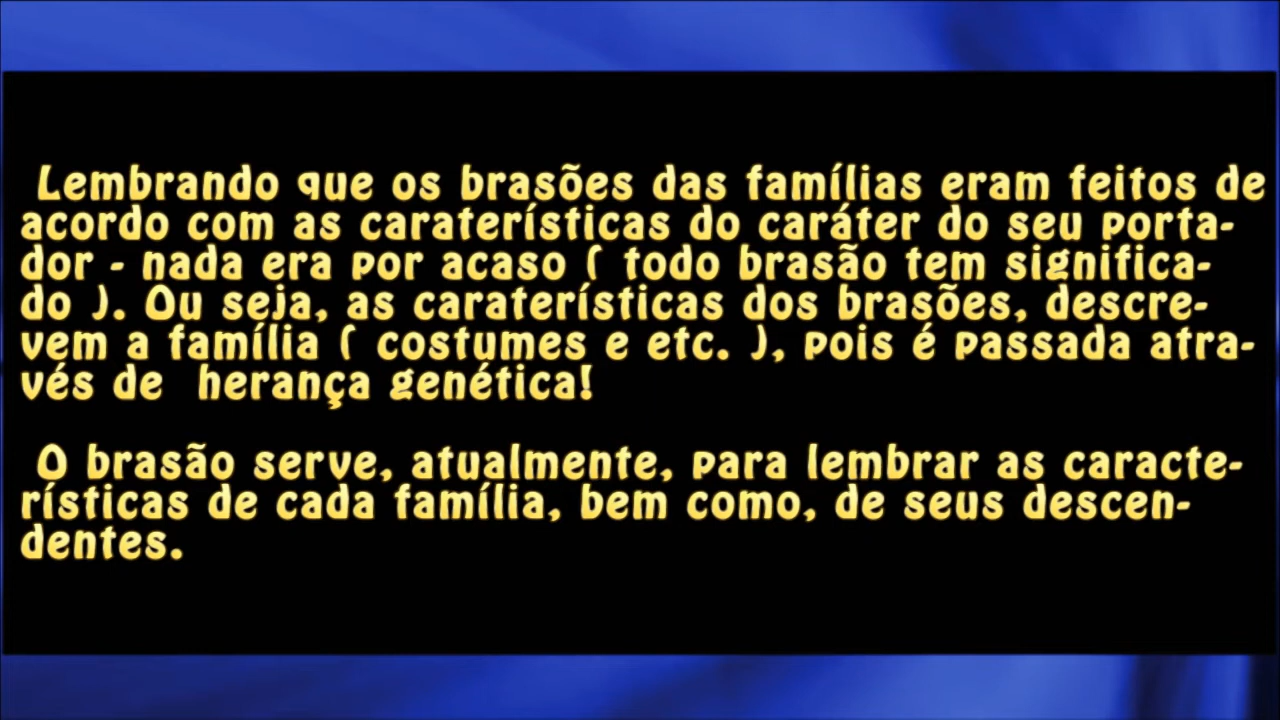 Lembrando que os brasões das famílias eram feitos de
acordo com as caraterísticas do caráter do seu porta-
dor - nada era por acaso ( todo brasão tem significa-
do ). Ou seja, as caraterísticas dos brasões, descre-
vem a família ( costumes e etc. ), pois é passada atra-
vés de  herança genética!
O brasão serve, atualmente, para lembrar as caracte-
rísticas de cada família, bem como, de seus descen-
dentes.